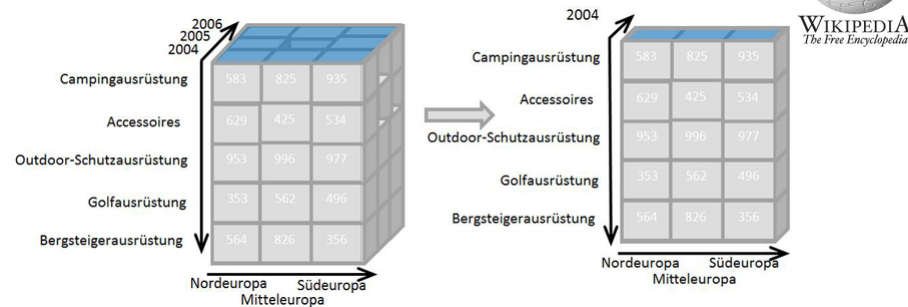 2006
2005
2004
Campingausrüstung
Accessoires
Outdoor-Schutzausrüstung
Golfausrüstung
Bergsteigerausrüstung
583 825 935
629 425 534
953 996 977
353 562 496
564 826 356
Nordeuropa
Mitteleuropa
Südeuropa
2004
Campingausrüstung
Accessoires
Outdoor-Schutzausrüstung
Golfausrüstung
Bergsteigerausrüstung
583 825 935
629 425 534
953 996 977
353 562 496
564 826 356
Nordeuropa
Mitteleuropa
Südeuropa
WIKIPEDIA
The Free Encyclopedia